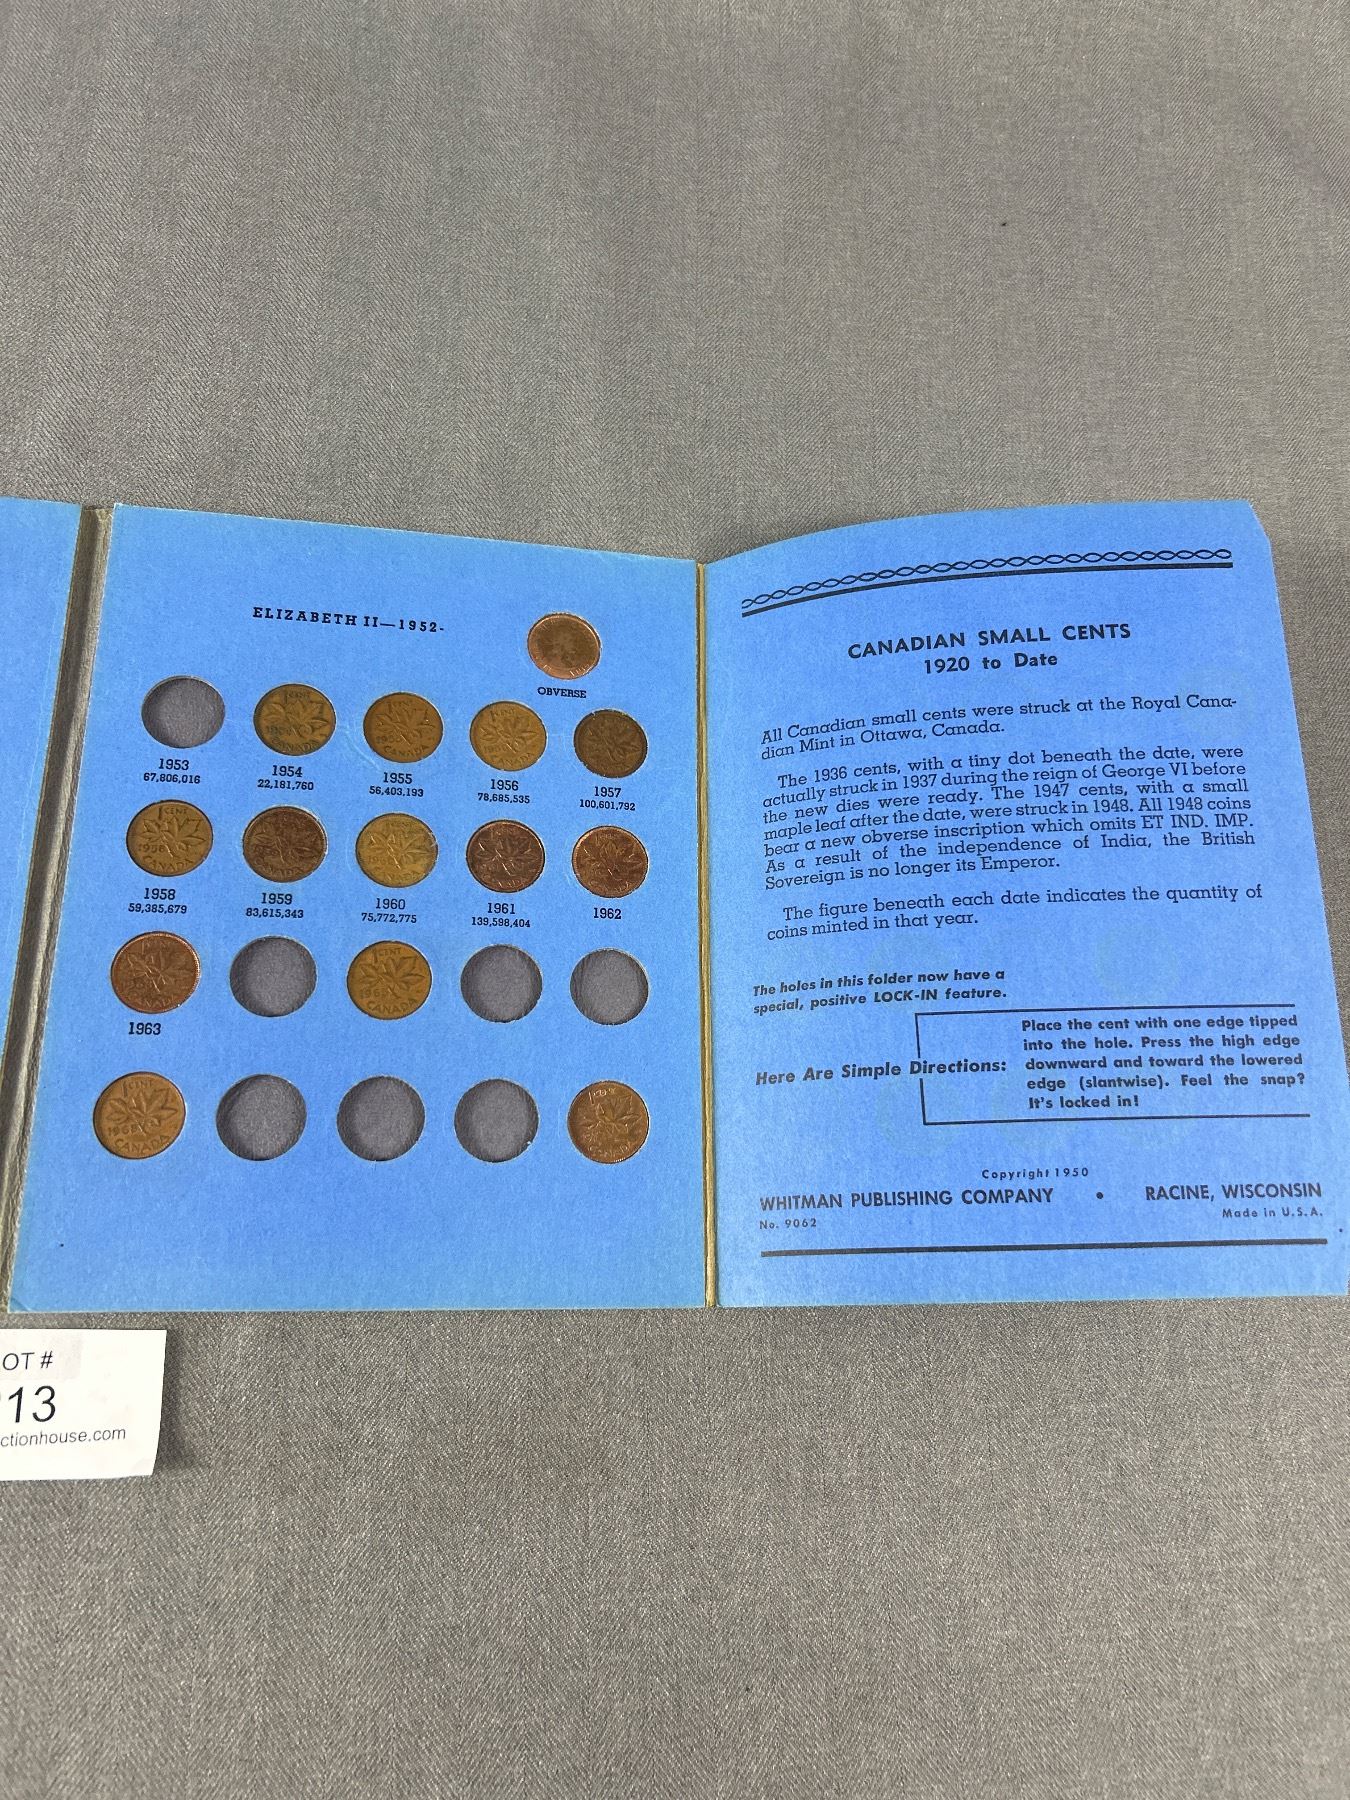 ELIZABETH II—1952-
OBVERSE
1953
67,806,016
1954
22,181,760
1955
56,403,193
1956
78,685,535
1957
100,601,792
1958
59,385,679
1959
83,615,343
1960
75,772,775
1961
139,598,404
1962
1963
CANADIAN SMALL CENTS
1920 to Date
All Canadian small cents were struck at the Royal Cana-
dian Mint in Ottawa, Canada.
The 1936 cents, with a tiny dot beneath the date, were
actually struck in 1937 during the reign of George VI before
the new dies were ready. The 1947 cents, with a small
maple leaf after the date, were struck in 1948. All 1948 coins
bear a new obverse inscription which omits ET IND. IMP.
As a result of the independence of India, the British
Sovereign is no longer its Emperor.
The figure beneath each date indicates the quantity of
coins minted in that year.
The holes in this folder now have a
special, positive LOCK-IN feature.
Here Are Simple Directions:
Place the cent with one edge tipped
into the hole. Press the high edge
downward and toward the lowered
edge (slantwise). Feel the snap?
It's locked in!
Copyright 1950
WHITMAN PUBLISHING COMPANY • RACINE, WISCONSIN
No. 9062
Made in U.S.A.
OT #
13
ctionhouse.com
1 CENT
1958
CANADA
1 CENT
1968
CANADA